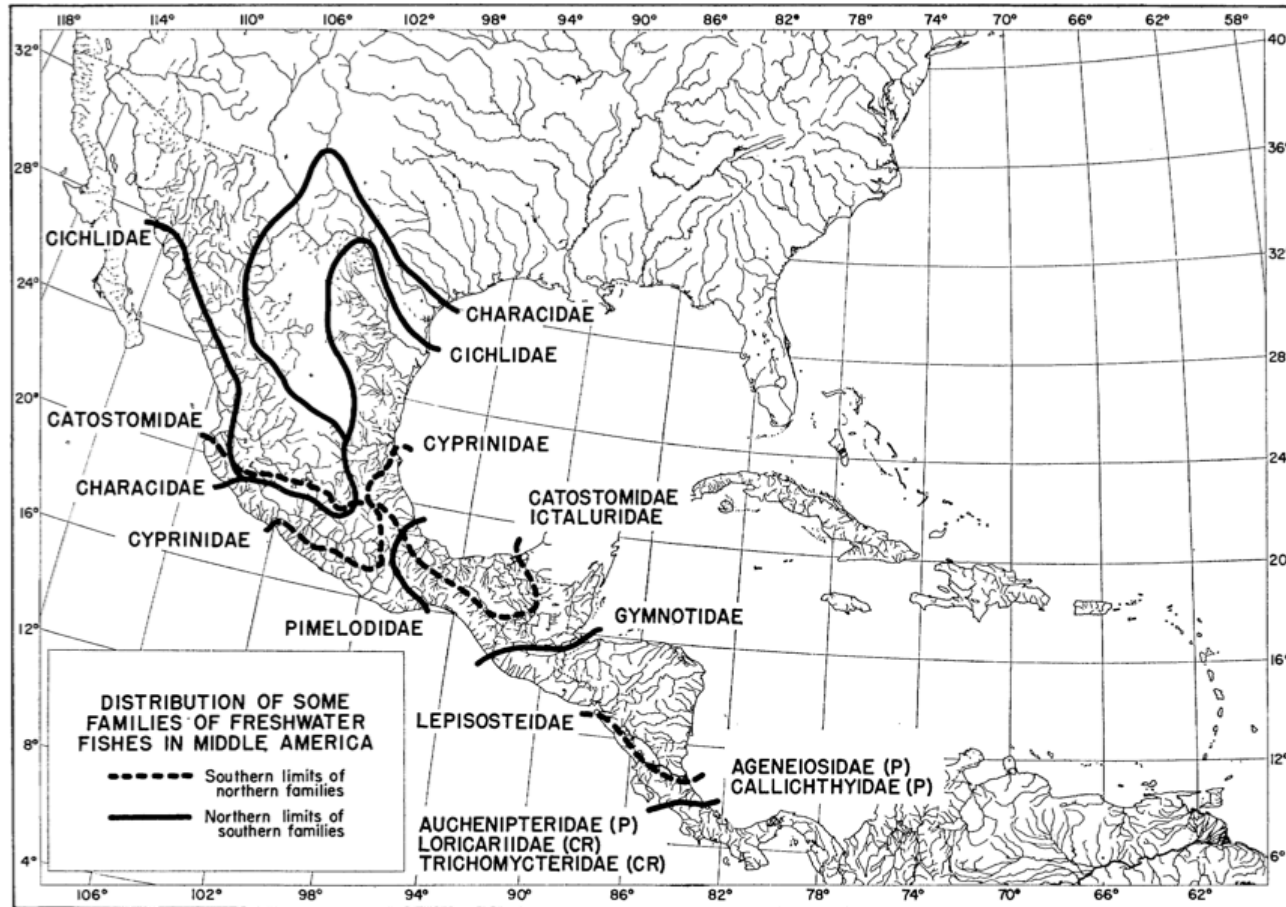 118° 114° 110° 106° 102° 98° 94° 90° 86° 82° 78° 74° 70° 66° 62° 58°
32°
28°
24°
20°
16°
12°
8°
4°
40°
36°
32°
28°
24°
20°
16°
12°
6°
CICHLIDAE
CHARACIDAE
CICHLIDAE
CATOSTOMIDAE
CYPRINIDAE
CHARACIDAE
CATOSTOMIDAE
ICTALURIDAE
CYPRINIDAE
GYMNOTIDAE
PIMELODIDAE
LEPISOSTEIDAE
AGENEIOSIDAE (P)
CALLICHTHYIDAE (P)
AUCHENIPTERIDAE (P)
LORICARIIDAE (CR)
TRICHOMYCTERIDAE (CR)
DISTRIBUTION OF SOME
FAMILIES OF FRESHWATER
FISHES IN MIDDLE AMERICA
Southern limits of
northern families
Northern limits of
southern families
106° 102° 98° 94° 90° 86° 82° 78° 74° 70° 66° 62°